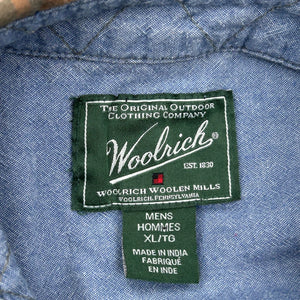 THE ORIGINAL OUTDOOR
CLOTHING COMPANY
Woolrich®
EST. 1830
WOOLRICH WOOLEN MILLS
WOOLRICH, PENNSYLVANIA
MENS
HOMMES
XL/TG
MADE IN INDIA
FABRIQUÉ
EN INDE